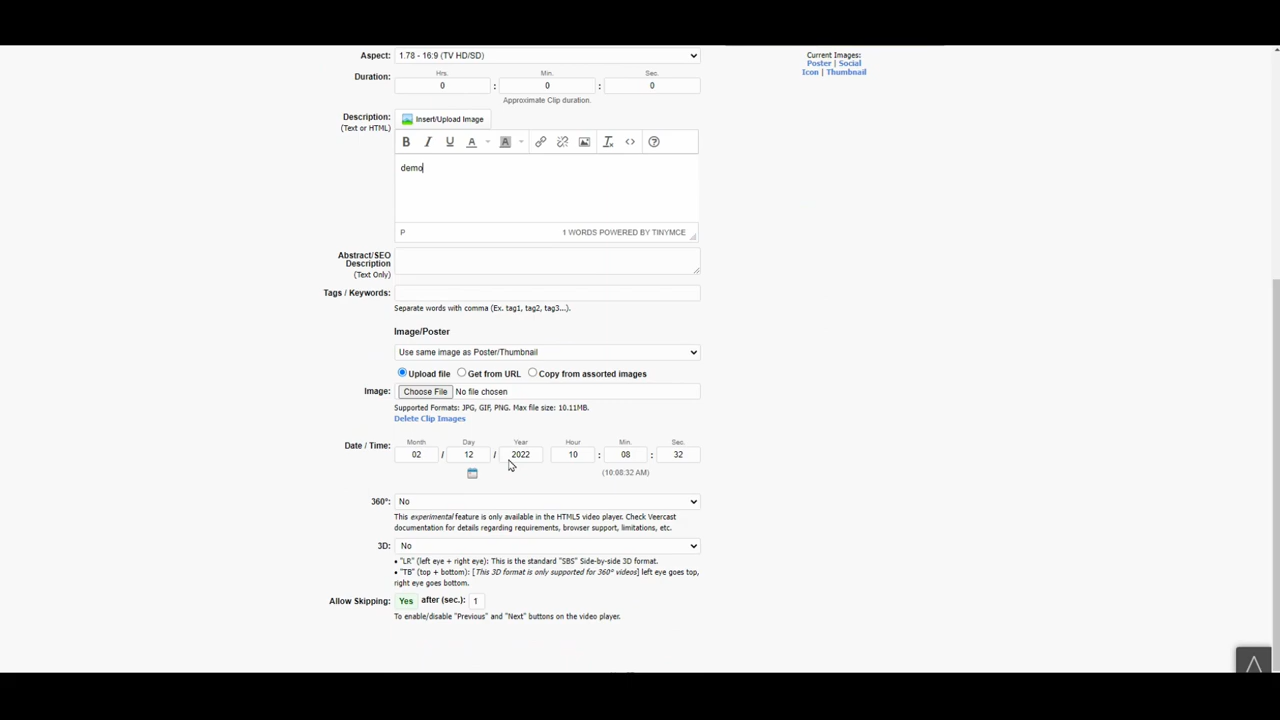 Aspect: 1.78 - 16:9 (TV HD/SD)
Current Images:
Poster | Social
Icon | Thumbnail
Hrs. Min. Sec.
Duration: 0 : 0 : 0
Approximate Clip duration.
Description: Insert/Upload Image
(Text or HTML)
B I U A A
demo
P 1 WORDS POWERED BY TINYMCE
Abstract/SEO
Description
(Text Only)
Tags / Keywords:
Separate words with comma (Ex. tag1, tag2, tag3...).
Image/Poster
Use same image as Poster/Thumbnail
Upload file Get from URL Copy from assorted images
Image: Choose File No file chosen
Supported Formats: JPG, GIF, PNG. Max file size: 10.11MB.
Delete Clip Images
Month Day Year Hour Min. Sec.
Date / Time: 02 / 12 / 2022 10 : 08 : 32
(10:08:32 AM)
360°: No
This experimental feature is only available in the HTML5 video player. Check Veercast
documentation for details regarding requirements, browser support, limitations, etc.
3D: No
• "LR" (left eye + right eye): This is the standard "SBS" Side-by-side 3D format.
• "TB" (top + bottom): [This 3D format is only supported for 360° videos] left eye goes top,
right eye goes bottom.
Allow Skipping: Yes after (sec.): 1
To enable/disable "Previous" and "Next" buttons on the video player.